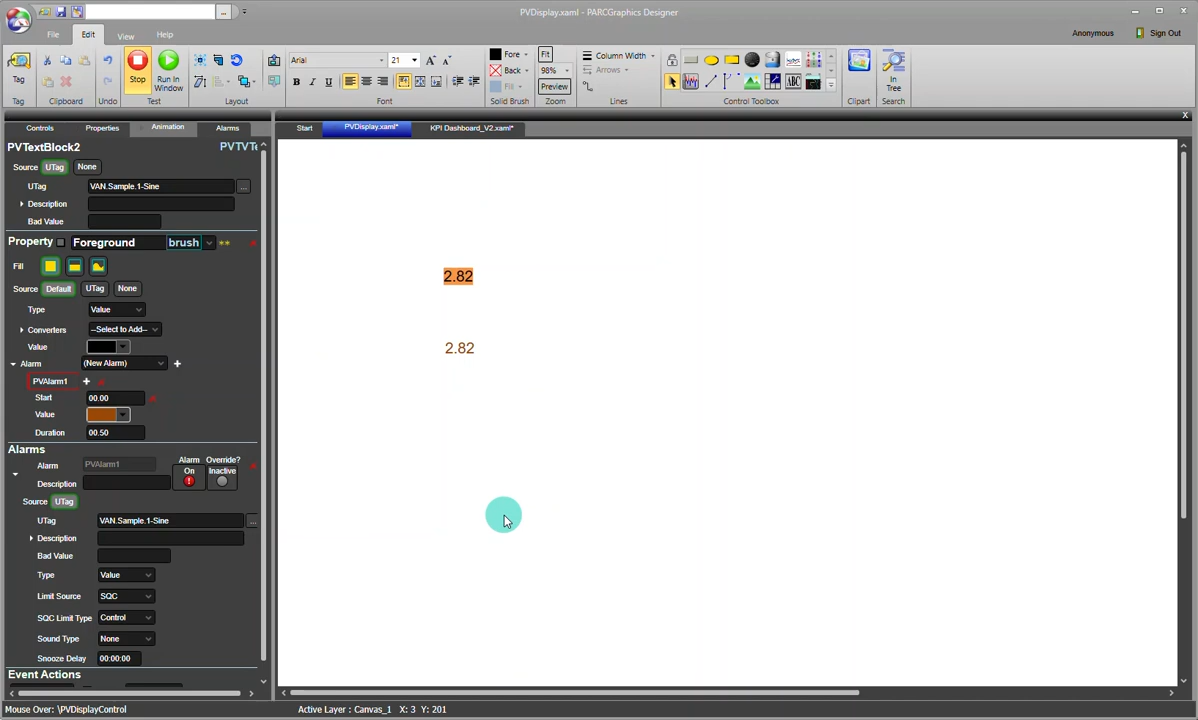 PVDisplay.xaml - PARCGraphics Designer
File Edit View Help
Anonymous Sign Out
Tag Stop Run In Window Arial 21 Fore Back Fill Fit 98% Preview Column Width Arrows ABC In Tree
Tag Clipboard Undo Test Layout Font Solid Brush Zoom Lines Control Toolbox Clipart Search
Controls Properties Animation Alarms
Start PVDisplay.xaml* KPI Dashboard_V2.xaml*
X
PVTextBlock2
Source UTag None
UTag VAN.Sample.1-Sine ...
Description
Bad Value
Property Foreground brush **
Fill
Source Default UTag None
Type Value
Converters --Select to Add--
Value
Alarm (New Alarm)
PVAlarm1
Start 00.00
Value
Duration 00.50
Alarms
Alarm PVAlarm1
Alarm Override?
On Inactive
Description
Source UTag
UTag VAN.Sample.1-Sine ...
Description
Bad Value
Type Value
Limit Source SQC
SQC Limit Type Control
Sound Type None
Snooze Delay 00:00:00
Event Actions
2.82
2.82
Mouse Over: \PVDisplayControl
Active Layer : Canvas_1 X: 3 Y: 201